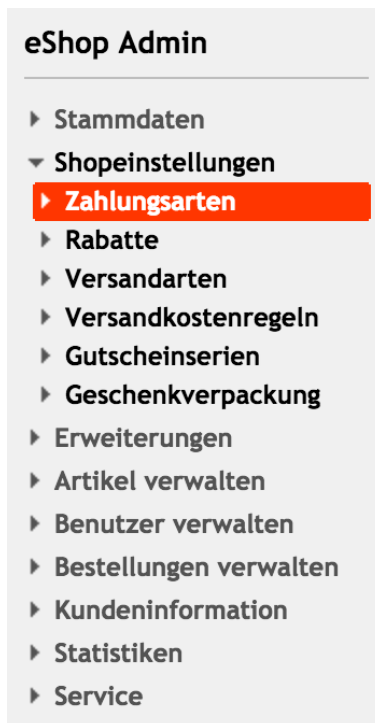 eShop Admin
Stammdaten
Shopeinstellungen
Zahlungsarten
Rabatte
Versandarten
Versandkostenregeln
Gutscheinserien
Geschenkverpackung
Erweiterungen
Artikel verwalten
Benutzer verwalten
Bestellungen verwalten
Kundeninformation
Statistiken
Service